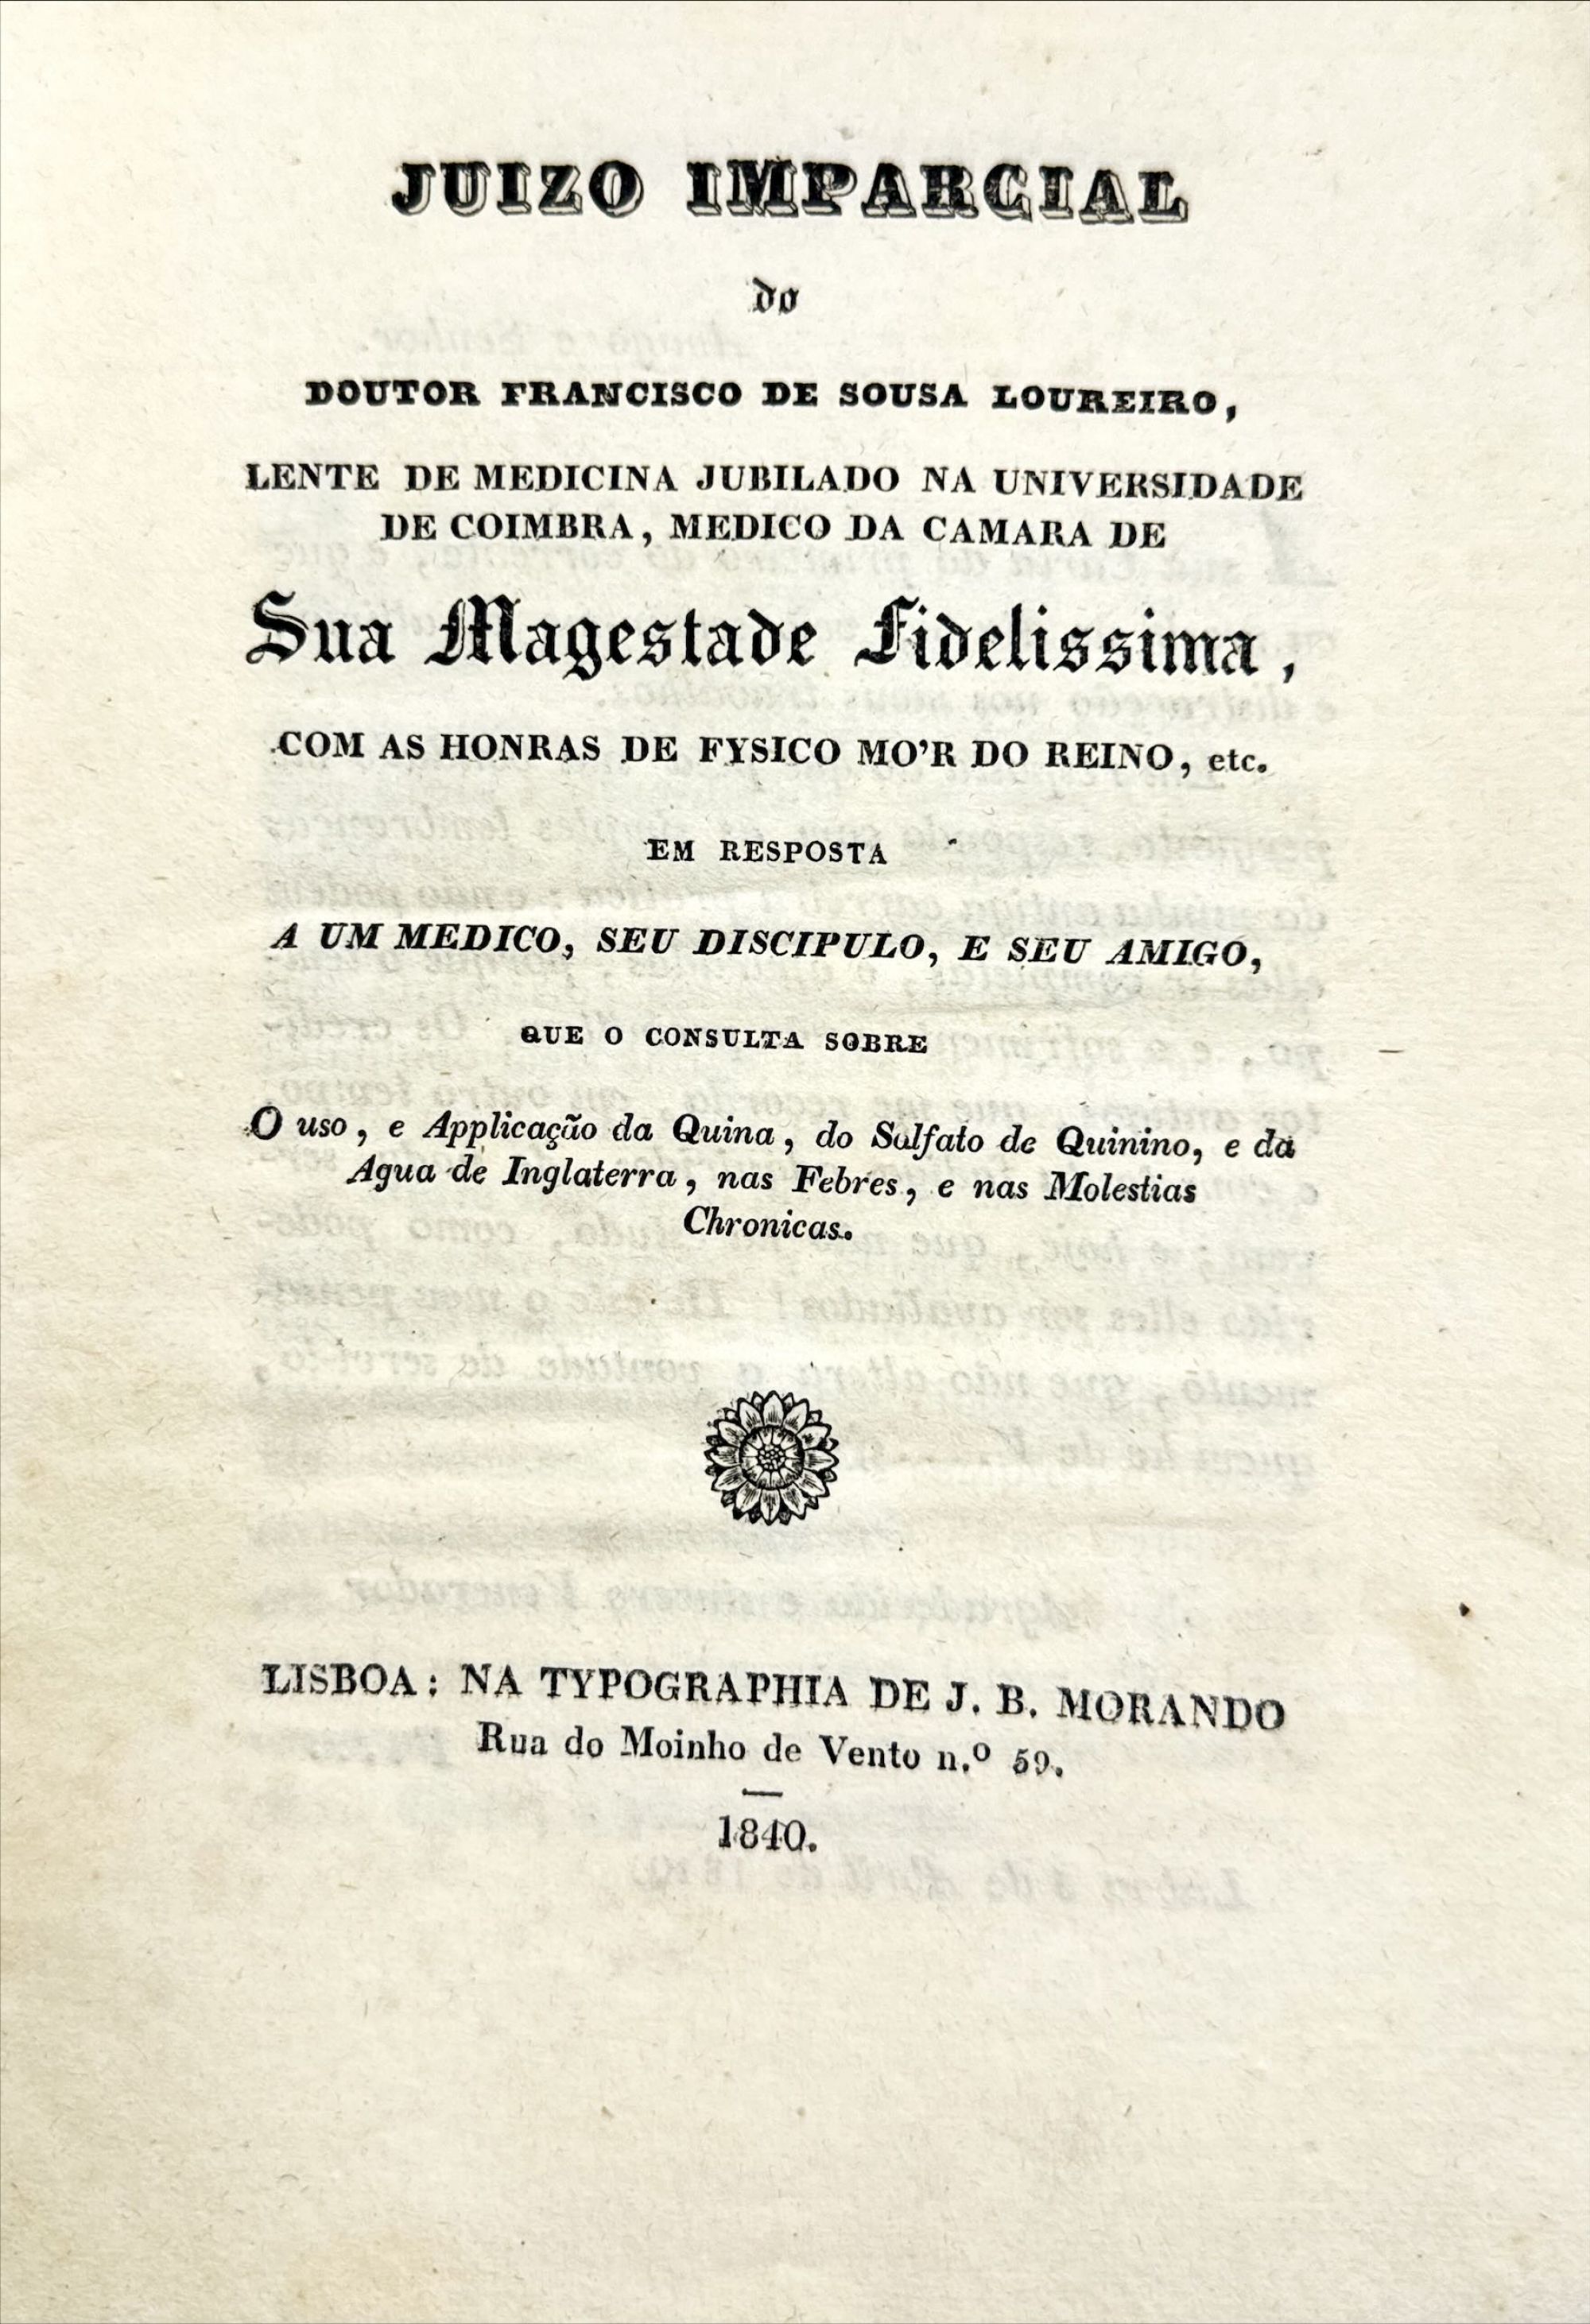 JUIZO IMPARCIAL
do
DOUTOR FRANCISCO DE SOUSA LOUREIRO,
LENTE DE MEDICINA JUBILADO NA UNIVERSIDADE
DE COIMBRA, MEDICO DA CAMARA DE
Sua Magestade Fidelissima,
COM AS HONRAS DE FYSICO MO'R DO REINO, etc.
EM RESPOSTA
A UM MEDICO, SEU DISCIPULO, E SEU AMIGO,
QUE O CONSULTA SOBRE
O uso, e Applicação da Quina, do Sulfato de Quinino, e da
Agua de Inglaterra, nas Febres, e nas Molestias
Chronicas.
LISBOA: NA TYPOGRAPHIA DE J. B. MORANDO
Rua do Moinho de Vento n.º 59.
1840.